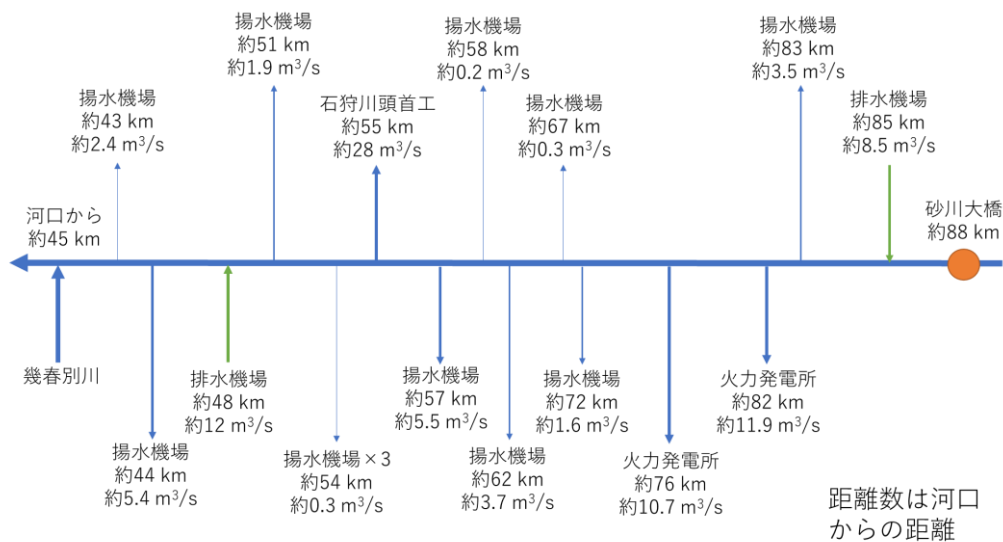 揚水機場
約51 km
約1.9 m³/s
揚水機場
約58 km
約0.2 m³/s
揚水機場
約83 km
約3.5 m³/s
揚水機場
約43 km
約2.4 m³/s
石狩川頭首工
約55 km
約28 m³/s
揚水機場
約67 km
約0.3 m³/s
排水機場
約85 km
約8.5 m³/s
河口から
約45 km
砂川大橋
約88 km
幾春別川
排水機場
約48 km
約12 m³/s
揚水機場
約57 km
約5.5 m³/s
揚水機場
約72 km
約1.6 m³/s
火力発電所
約82 km
約11.9 m³/s
揚水機場
約44 km
約5.4 m³/s
揚水機場×3
約54 km
約0.3 m³/s
揚水機場
約62 km
約3.7 m³/s
火力発電所
約76 km
約10.7 m³/s
距離数は河口
からの距離